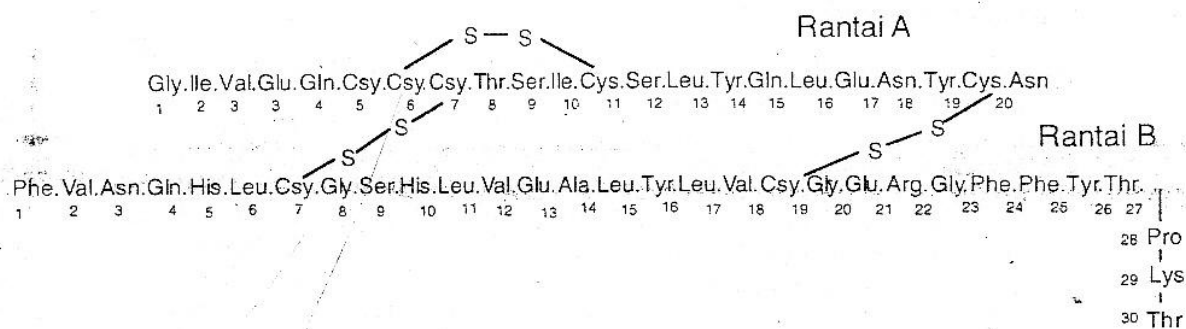 S — S
Rantai A
Gly.Ile.Val.Glu.Gln.Csy.Csy.Csy.Thr.Ser.Ile.Cys.Ser.Leu.Tyr.Gln.Leu.Glu.Asn.Tyr.Cys.Asn
1 2 3 3 4 5 6 7 8 9 10 11 12 13 14 15 16 17 18 19 20
S S
S S
Rantai B
Phe.Val.Asn.Gln.His.Leu.Csy.Gly.Ser.His.Leu.Val.Glu.Ala.Leu.Tyr.Leu.Val.Csy.Gly.Glu.Arg.Gly.Phe.Phe.Tyr.Thr.
1 2 3 4 5 6 7 8 9 10 11 12 13 14 15 16 17 18 19 20 21 22 23 24 25 26 27
28 Pro
29 Lys
30 Thr